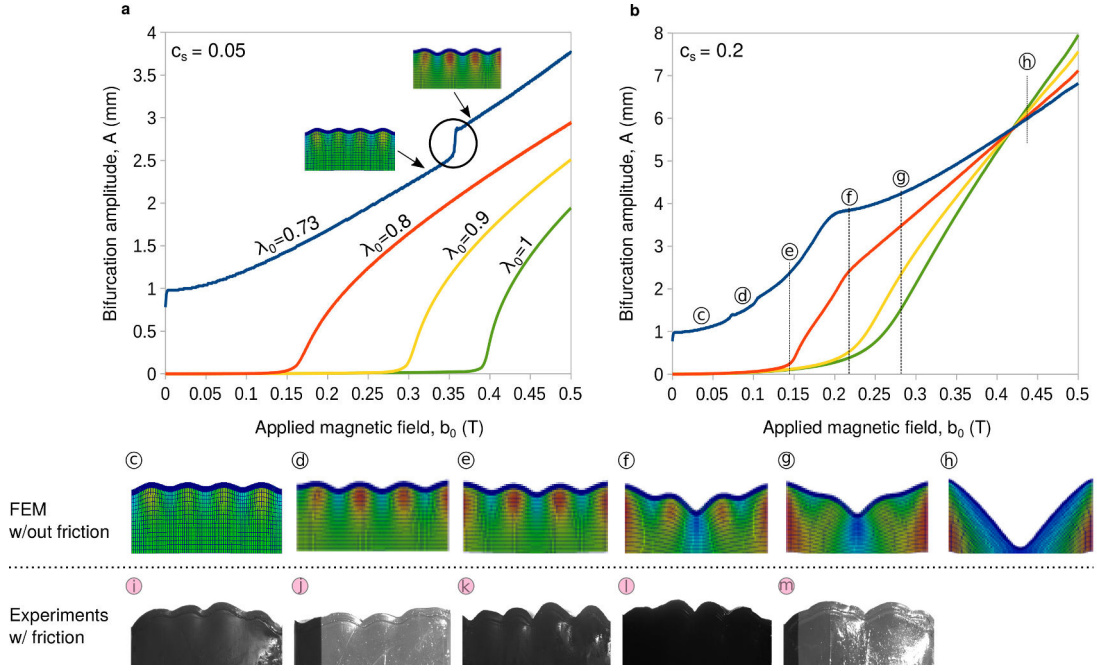 a
c_s = 0.05
Bifurcation amplitude, A (mm)
4
3.5
3
2.5
2
1.5
1
0.5
0
λ₀=0.73
λ₀=0.8
λ₀=0.9
λ₀=1
0 0.05 0.1 0.15 0.2 0.25 0.3 0.35 0.4 0.45 0.5
Applied magnetic field, b₀ (T)
b
c_s = 0.2
Bifurcation amplitude, A (mm)
8
7
6
5
4
3
2
1
0
c d e f g h
0 0.05 0.1 0.15 0.2 0.25 0.3 0.35 0.4 0.45 0.5
Applied magnetic field, b₀ (T)
c d e f g h
FEM
w/out friction
i j k l m
Experiments
w/ friction